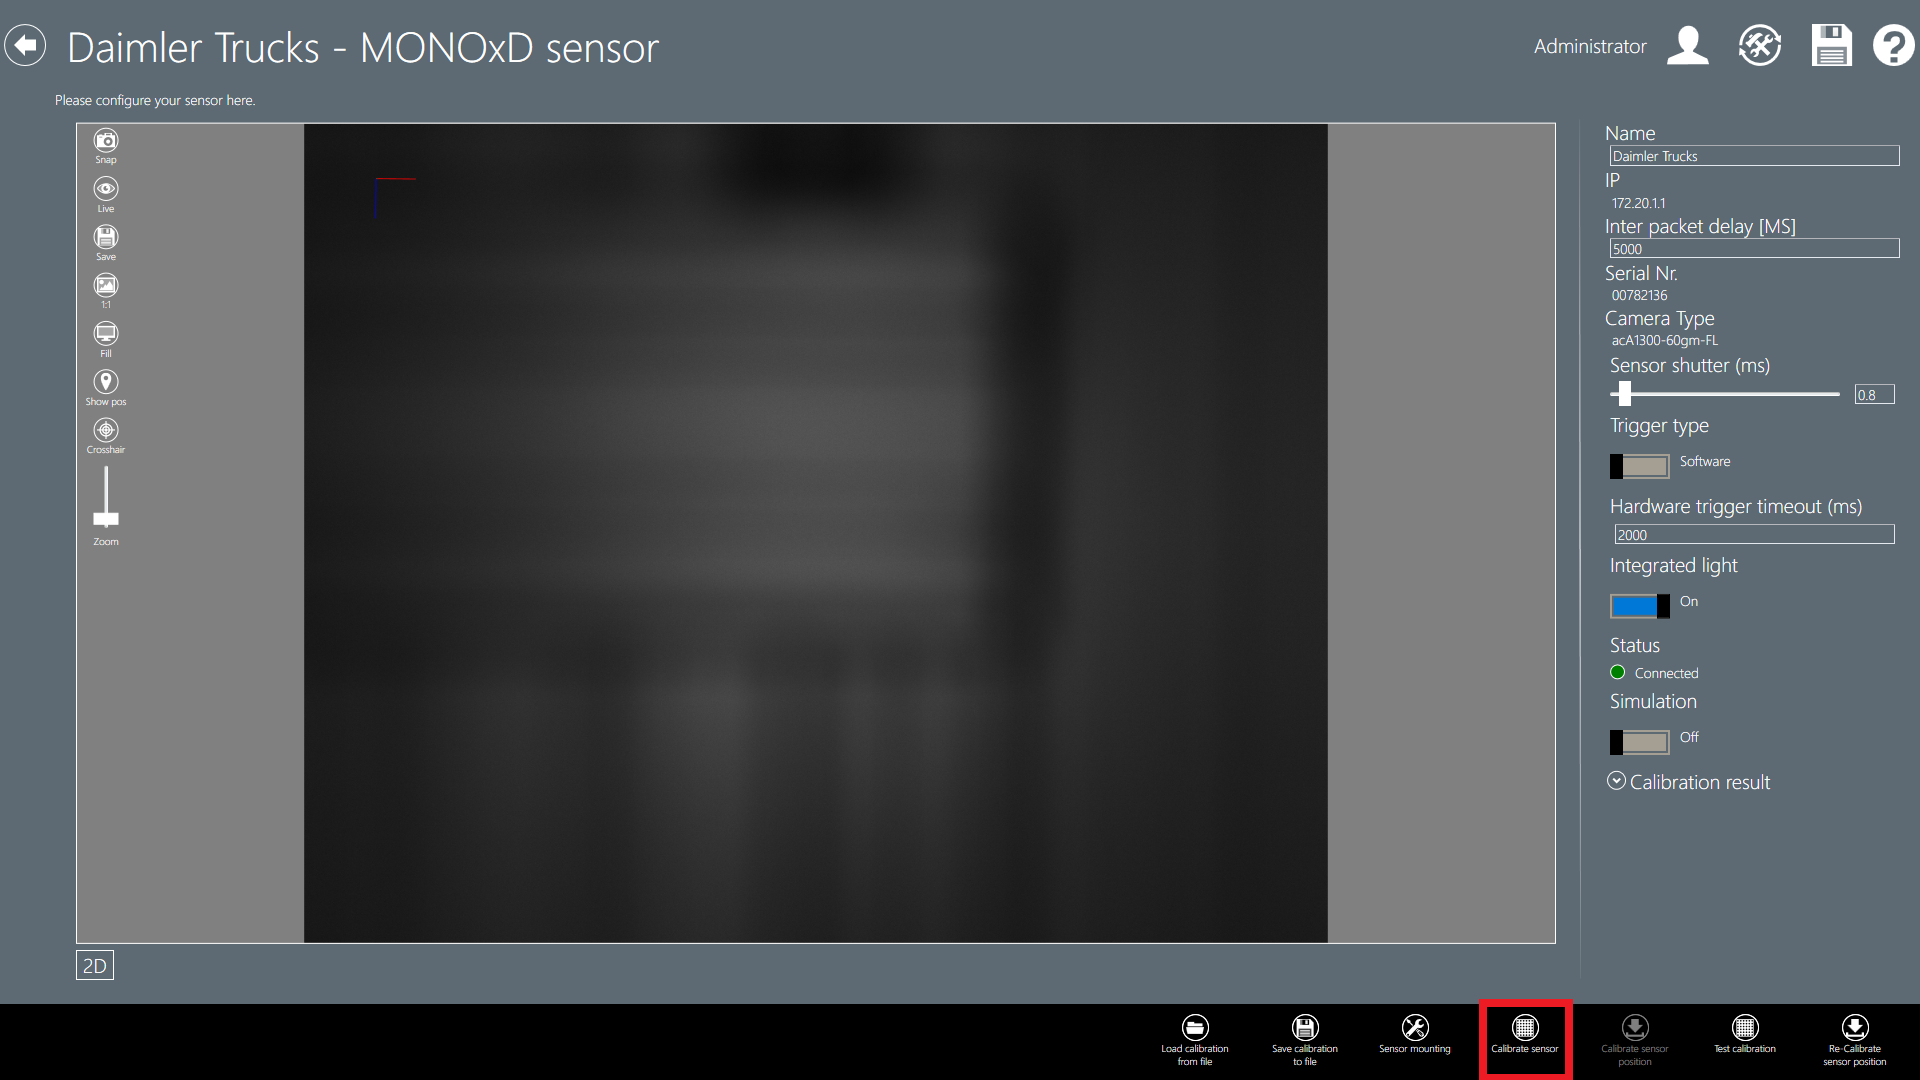 Daimler Trucks - MONOxD sensor
Administrator
Please configure your sensor here.
Snap
Live
Save
1:1
Fill
Show pos
Crosshair
Zoom
2D
Name
Daimler Trucks
IP
172.20.1.1
Inter packet delay [MS]
5000
Serial Nr.
00782136
Camera Type
acA1300-60gm-FL
Sensor shutter (ms)
0.8
Trigger type
Software
Hardware trigger timeout (ms)
2000
Integrated light
On
Status
Connected
Simulation
Off
Calibration result
Load calibration
from file
Save calibration
to file
Sensor mounting
Calibrate sensor
Calibrate sensor
position
Test calibration
Re-Calibrate
sensor position